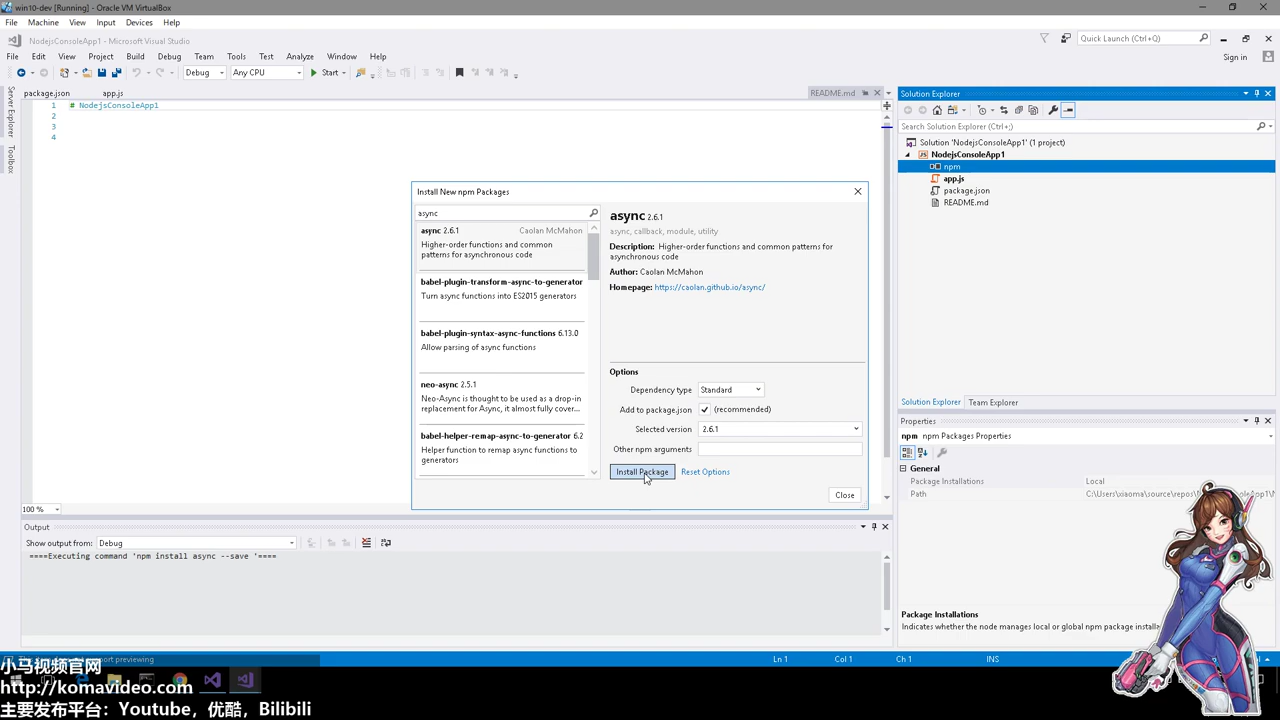 win10-dev [Running] - Oracle VM VirtualBox
File Machine View Input Devices Help
NodejsConsoleApp1 - Microsoft Visual Studio
Quick Launch (Ctrl+Q)
File Edit View Project Build Debug Team Tools Test Analyze Window Help
Sign in
Debug Any CPU Start
Server Explorer
Toolbox
package.json app.js README.md
1 # NodejsConsoleApp1
2
3
4
100 %
Install New npm Packages
async
async 2.6.1 Caolan McMahon
Higher-order functions and common
patterns for asynchronous code
babel-plugin-transform-async-to-generator
Turn async functions into ES2015 generators
babel-plugin-syntax-async-functions 6.13.0
Allow parsing of async functions
neo-async 2.5.1
Neo-Async is thought to be used as a drop-in
replacement for Async, it almost fully cover...
babel-helper-remap-async-to-generator 6.2
Helper function to remap async functions to
generators
async 2.6.1
async, callback, module, utility
Description: Higher-order functions and common patterns for
asynchronous code
Author: Caolan McMahon
Homepage: https://caolan.github.io/async/
Options
Dependency type Standard
Add to package.json (recommended)
Selected version 2.6.1
Other npm arguments
Install Package Reset Options
Close
Solution Explorer
Search Solution Explorer (Ctrl+;)
Solution 'NodejsConsoleApp1' (1 project)
NodejsConsoleApp1
npm
app.js
package.json
README.md
Solution Explorer Team Explorer
Properties
npm npm Packages Properties
General
Package Installations Local
Path C:\Users\xiaoma\source\repos\
Package Installations
Indicates whether the node manages local or global npm package
Output
Show output from: Debug
====Executing command 'npm install async --save '====
previewing
Ln 1 Col 1 Ch 1 INS
小马视频官网
http://komavideo.com
主要发布平台：Youtube，优酷，Bilibili